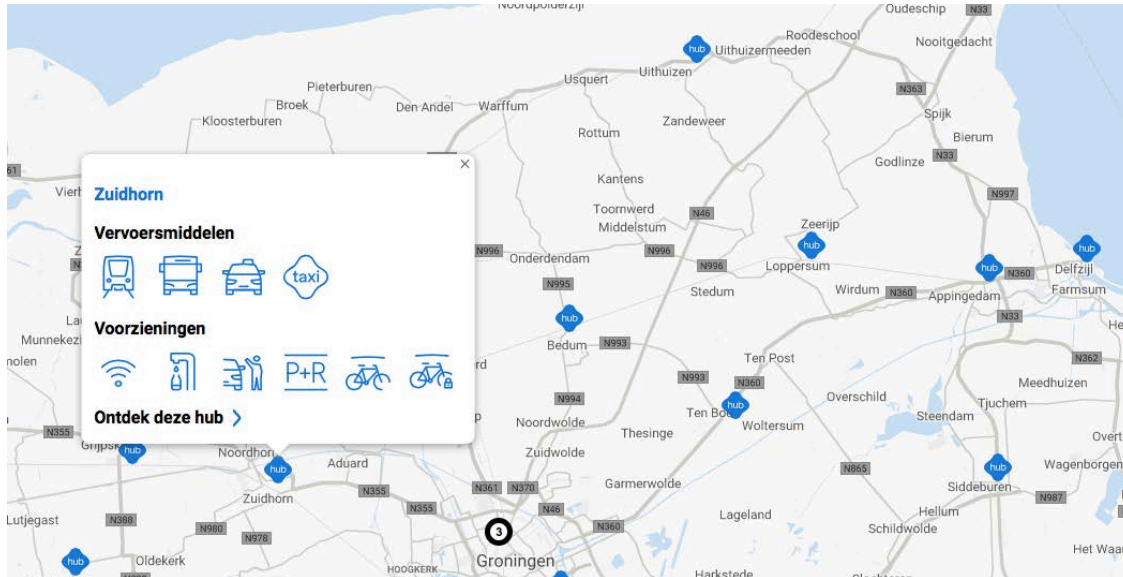 Noordpolderzijl
Oudeschip
N33
Roodeschool
Nooitgedacht
hub
Uithuizermeeden
Uithuizen
Usquert
Pieterburen
N363
Broek
Den Andel
Warffum
Spijk
Kloosterburen
Zandeweer
Rottum
Bierum
N33
Godlinze
Kantens
N997
Toornwerd
Middelstum
N46
Zeerijp
hub
hub
N996
Onderdendam
N996
N996
Loppersum
hub
N360
Delfzijl
N995
Stedum
Wirdum
N360
Appingedam
Farmsum
hub
N33
Bedum
N993
Ten Post
N362
N993
N360
Meedhuizen
N994
Overschild
Tjuchem
hub
Noordwolde
Woltersum
Steendam
Thesinge
Zuidwolde
N865
hub
Wagenborgen
Garmerwolde
Siddeburen
N987
N361
N370
N46
Lageland
Hellum
N360
Schildwolde
3
Groningen
Het Waar
HOOGKERK
Harkstede
Zuidhorn
Vervoersmiddelen
taxi
Voorzieningen
P+R
Ontdek deze hub
N355
hub
Noordhorn
hub
Aduard
Zuidhorn
N355
N355
N388
N980
N978
Lutjegast
hub
Oldekerk